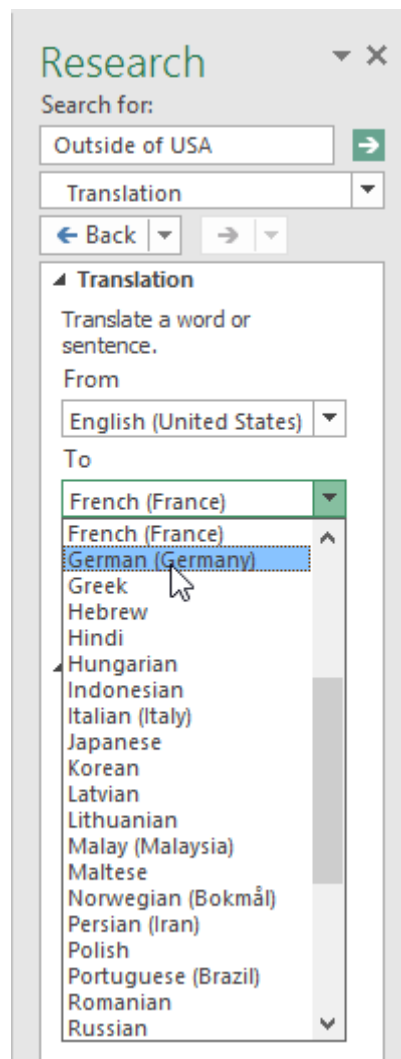 Research
Search for:
Outside of USA
Translation
Back
Translation
Translate a word or
sentence.
From
English (United States)
To
French (France)
French (France)
German (Germany)
Greek
Hebrew
Hindi
Hungarian
Indonesian
Italian (Italy)
Japanese
Korean
Latvian
Lithuanian
Malay (Malaysia)
Maltese
Norwegian (Bokmål)
Persian (Iran)
Polish
Portuguese (Brazil)
Romanian
Russian